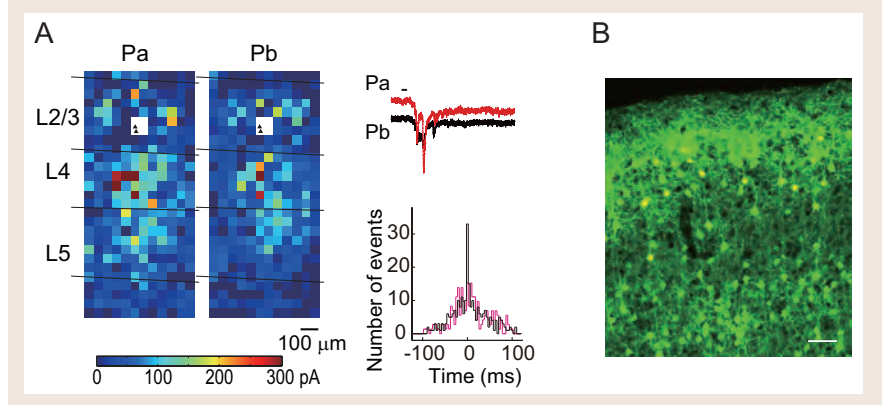 A
B
Pa
Pb
L2/3
L4
L5
100 μm
0
100
200
300 pA
Pa
Pb
Number of events
30
20
10
0
-100
0
100
Time (ms)